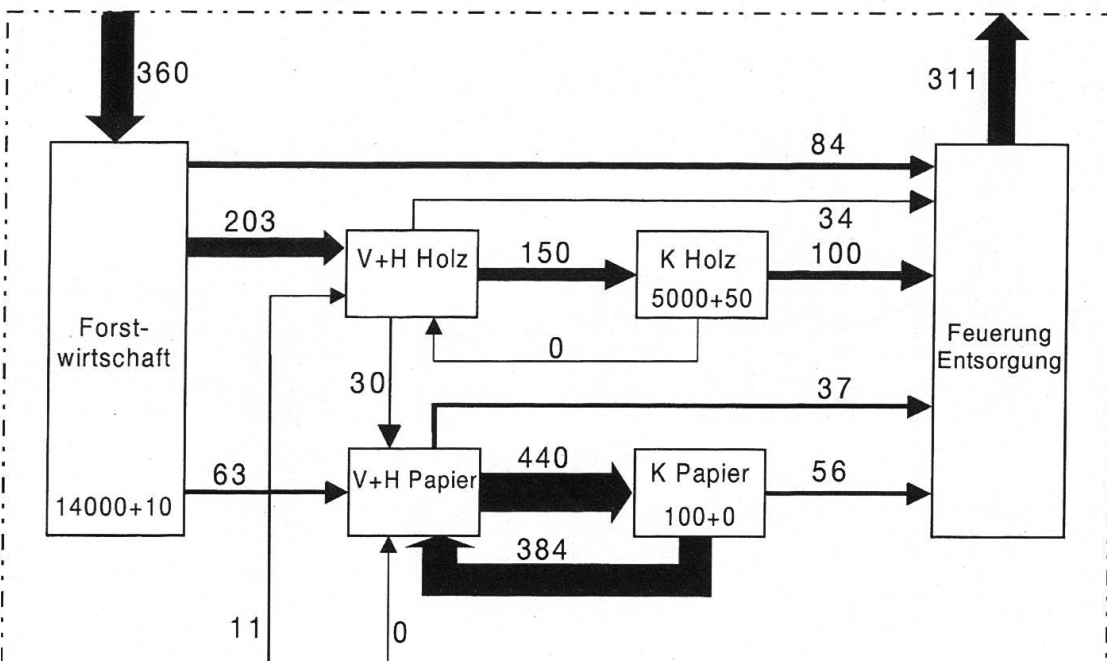 360
311
84
203
34
V+H Holz
150
K Holz
5000+50
100
Forst-
wirtschaft
14000+10
0
Feuerung
Entsorgung
30
37
63
V+H Papier
440
K Papier
100+0
56
384
11
0